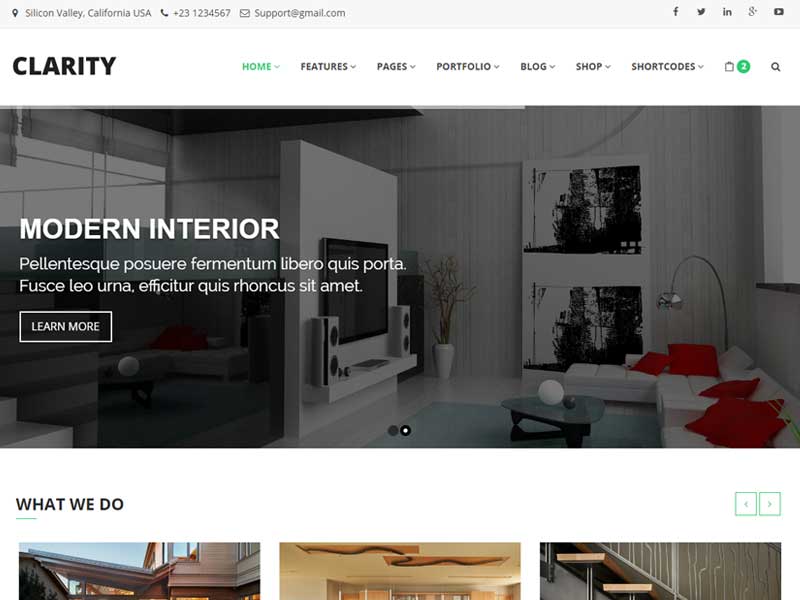 Silicon Valley, California USA +23 1234567 Support@gmail.com
CLARITY
HOME FEATURES PAGES PORTFOLIO BLOG SHOP SHORTCODES 2
MODERN INTERIOR
Pellentesque posuere fermentum libero quis porta.
Fusce leo urna, efficitur quis rhoncus sit amet.
LEARN MORE
WHAT WE DO